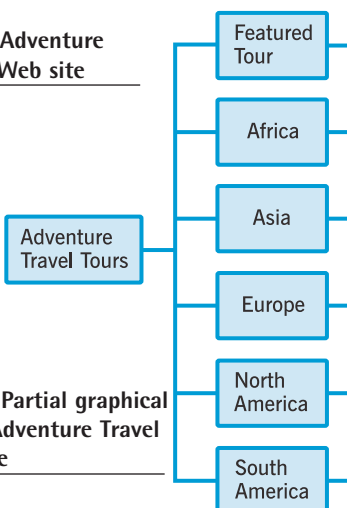 Adventure
Web site
Featured
Tour
Africa
Asia
Adventure
Travel Tours
Europe
Partial graphical
Adventure Travel
North
America
South
America